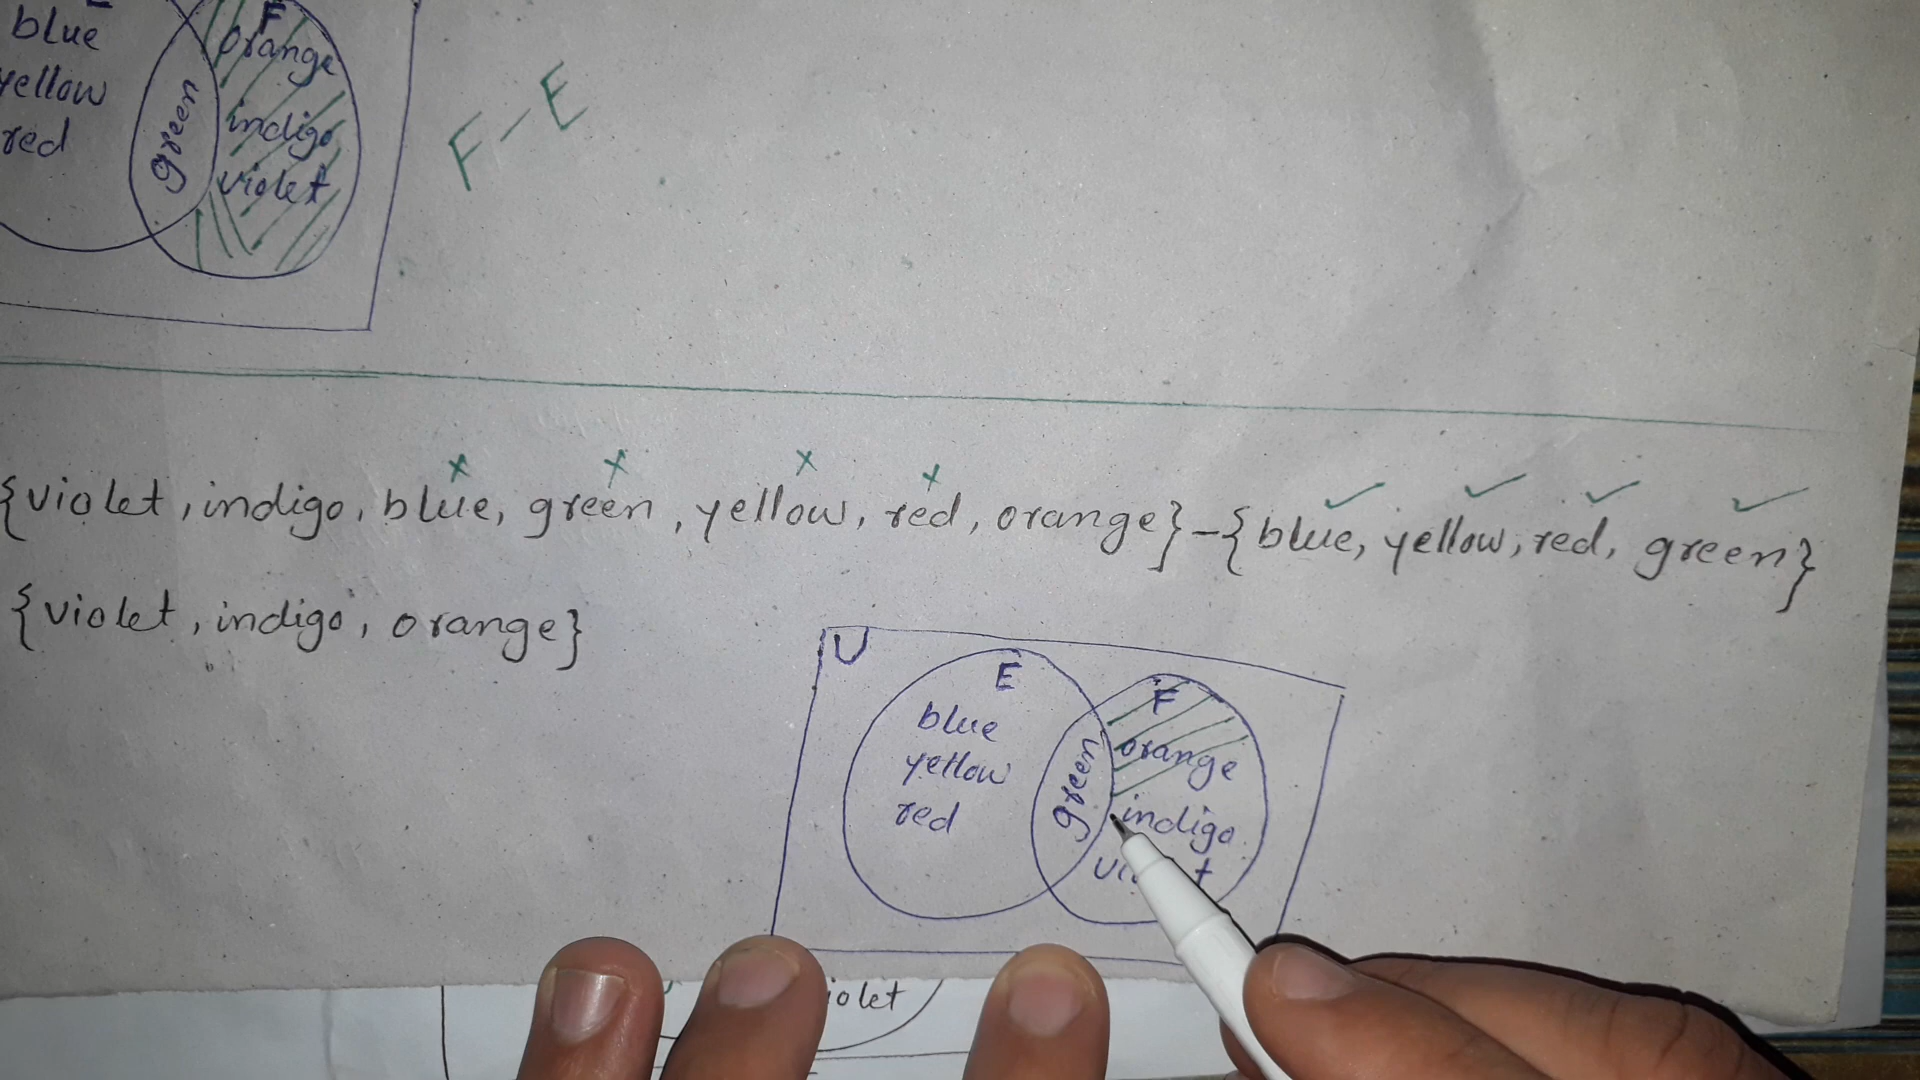 blue
yellow
red
green
F
orange
indigo
violet
F-E
{violet, indigo, blue, green, yellow, red, orange}-{blue, yellow, red, green}
{violet, indigo, orange}
U
E
blue
yellow
red
green
F
orange
indigo